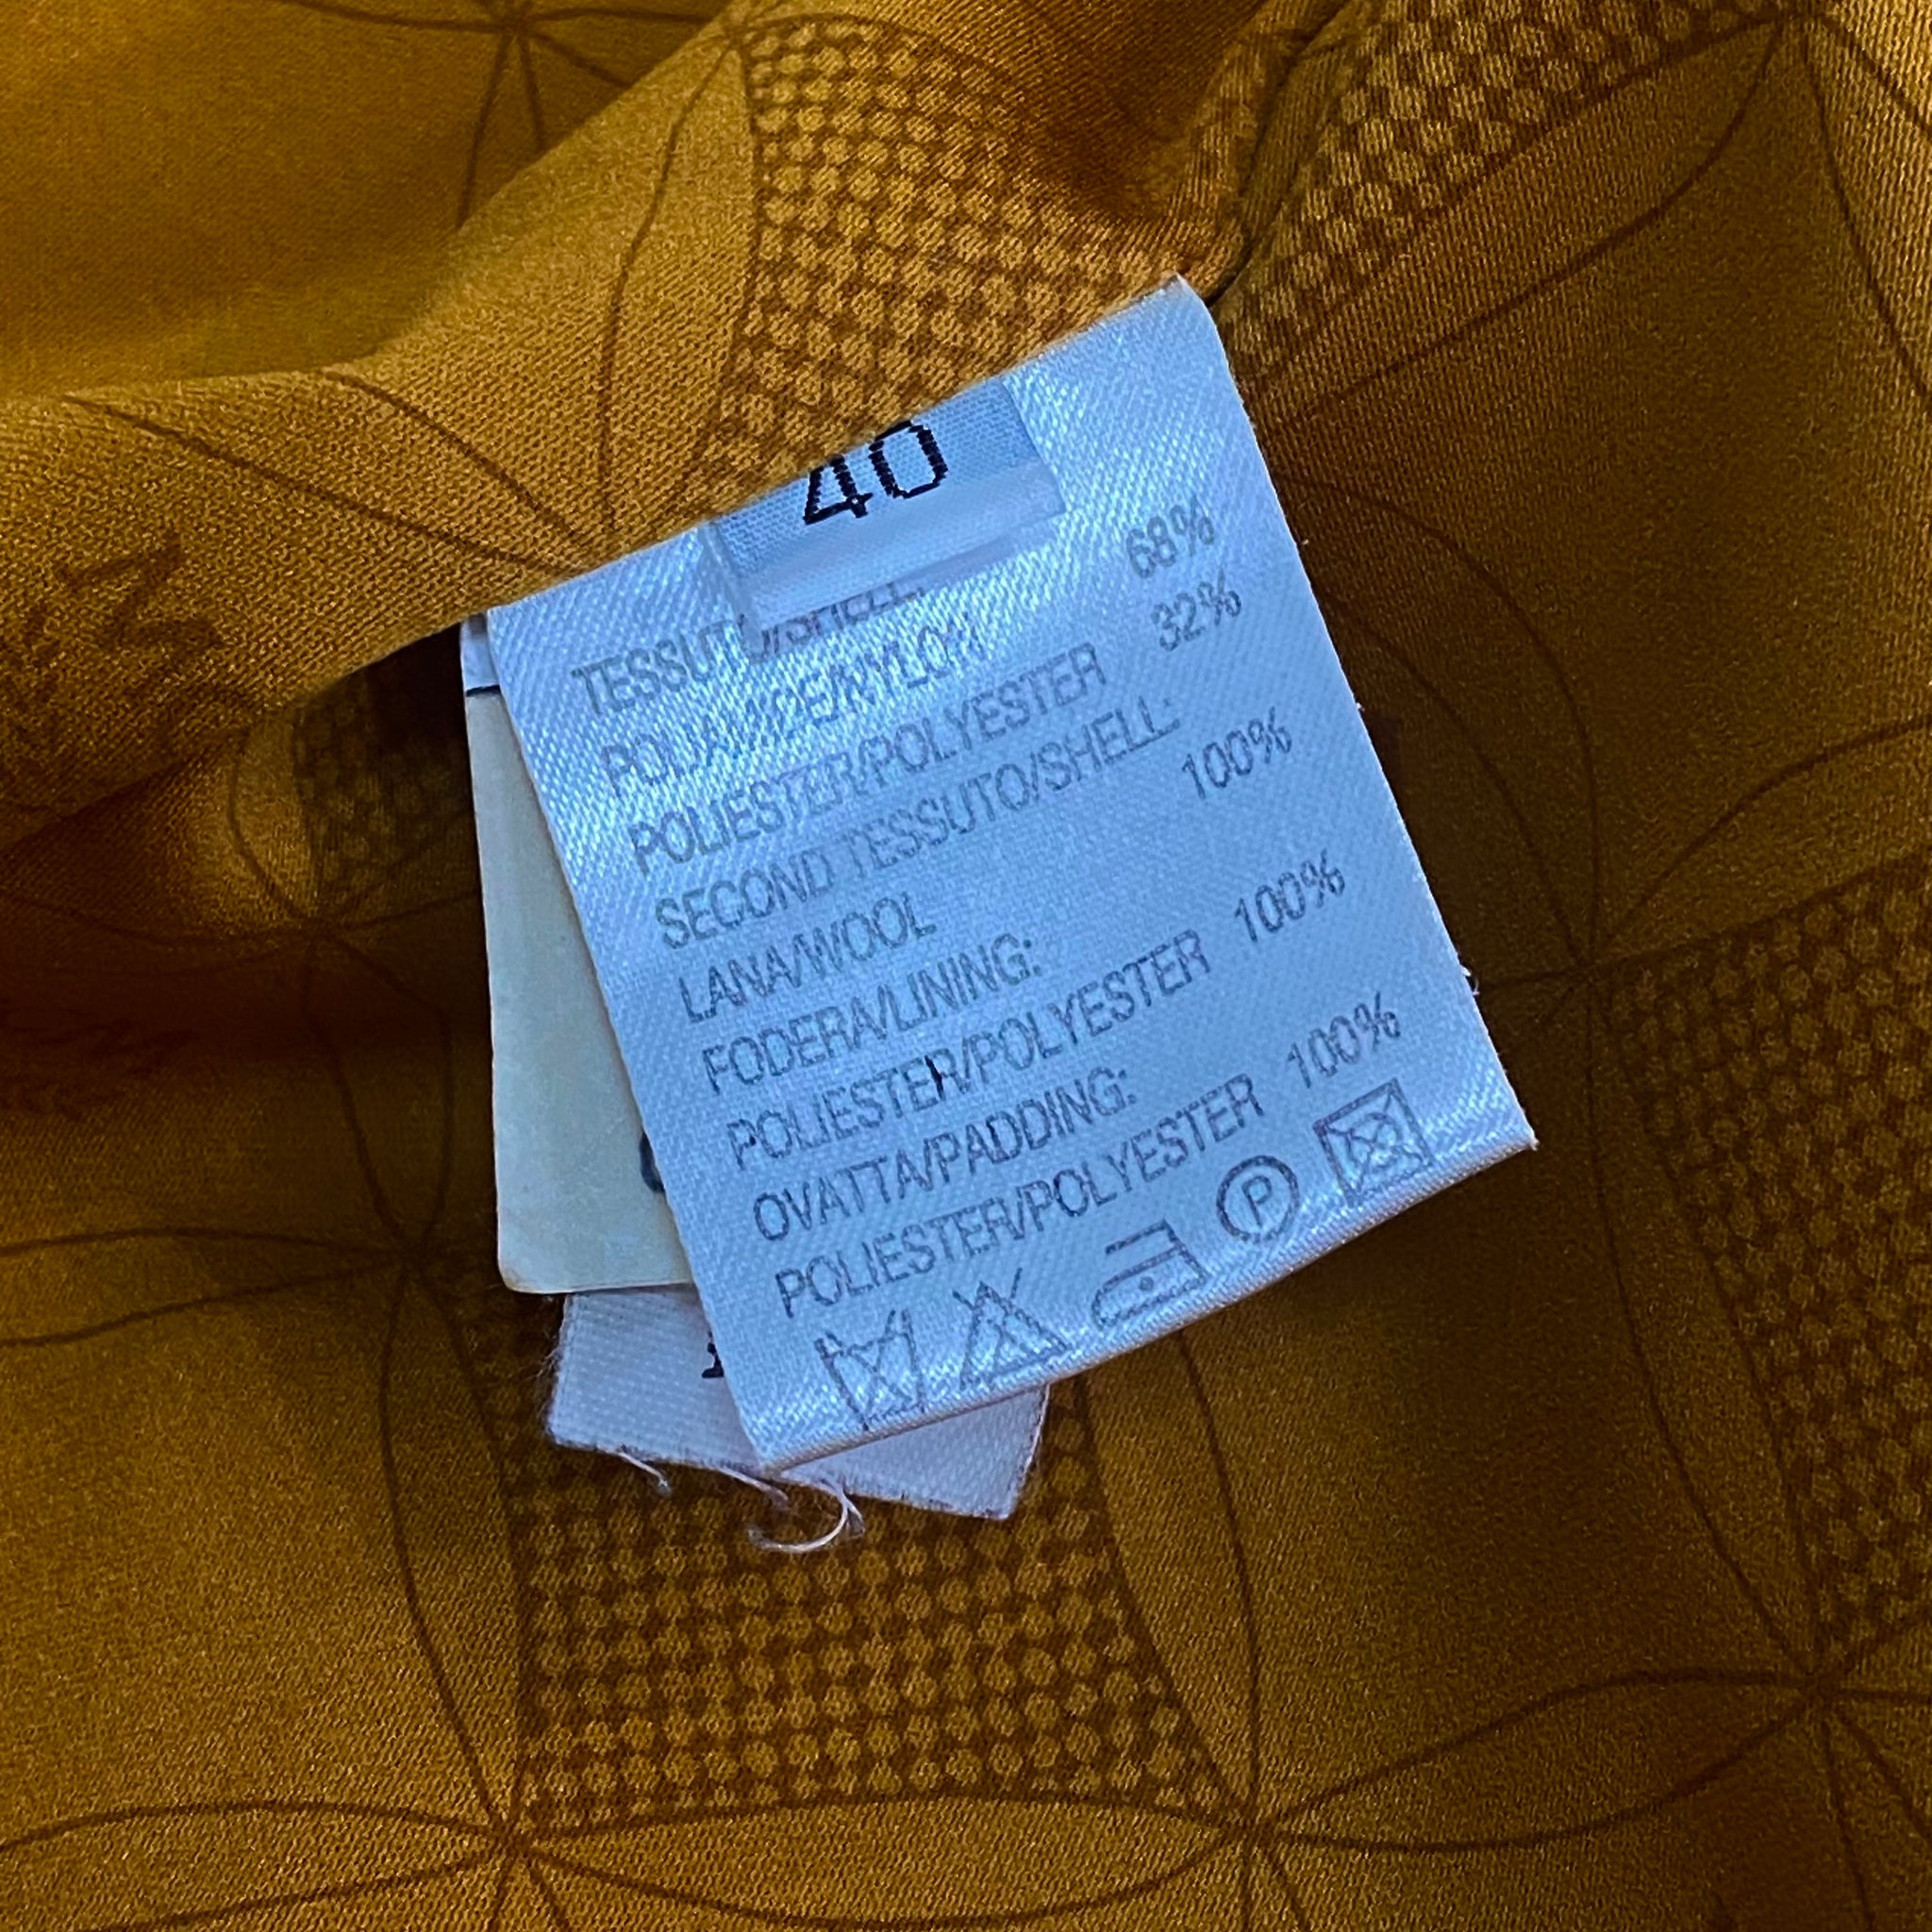 40
TESSUTO/SHELL:
POLIAMIDE/NYLON 68%
POLIESTER/POLYESTER 32%
SECOND TESSUTO/SHELL:
LANA/WOOL 100%
FODERA/LINING:
POLIESTER/POLYESTER 100%
OVATTA/PADDING:
POLIESTER/POLYESTER 100%
P